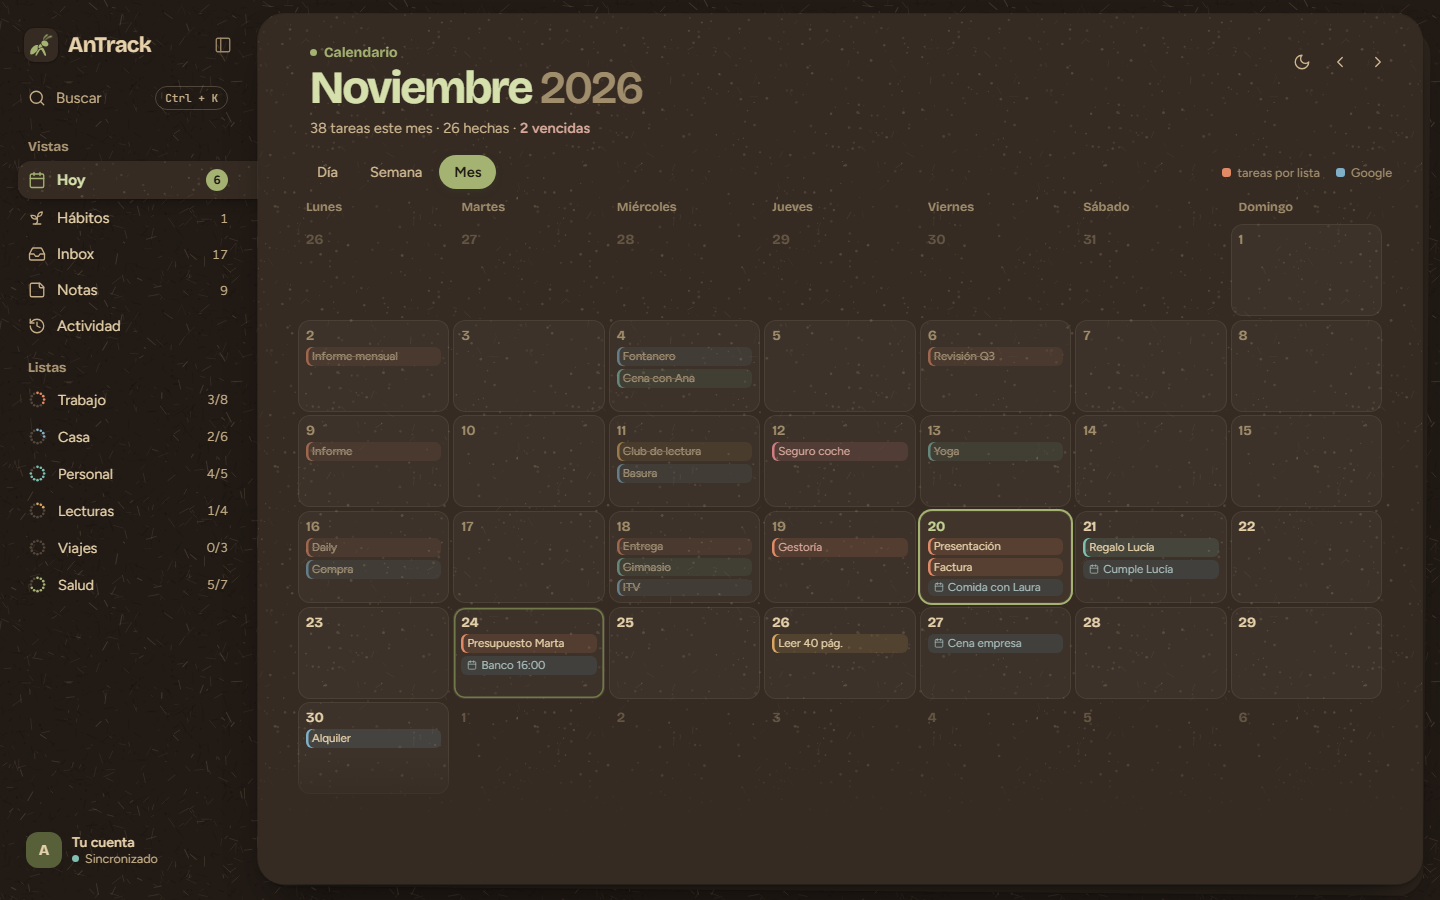 AnTrack
Buscar
Ctrl + K
Vistas
Hoy 6
Hábitos 1
Inbox 17
Notas 9
Actividad
Listas
Trabajo 3/8
Casa 2/6
Personal 4/5
Lecturas 1/4
Viajes 0/3
Salud 5/7
A
Tu cuenta
Sincronizado
Calendario
Noviembre 2026
38 tareas este mes · 26 hechas · 2 vencidas
Día Semana Mes
tareas por lista Google
Lunes Martes Miércoles Jueves Viernes Sábado Domingo
26 27 28 29 30 31 1
2 3 4 5 6 7 8
Informe mensual Fontanero Revisión Q3
Cena con Ana
9 10 11 12 13 14 15
Informe Club de lectura Seguro coche Yoga
Basura
16 17 18 19 20 21 22
Daily Entrega Gestoría Presentación Regalo Lucía
Compra Gimnasio Factura Cumple Lucía
ITV Comida con Laura
23 24 25 26 27 28 29
Presupuesto Marta Leer 40 pág. Cena empresa
Banco 16:00
30 1 2 3 4 5 6
Alquiler